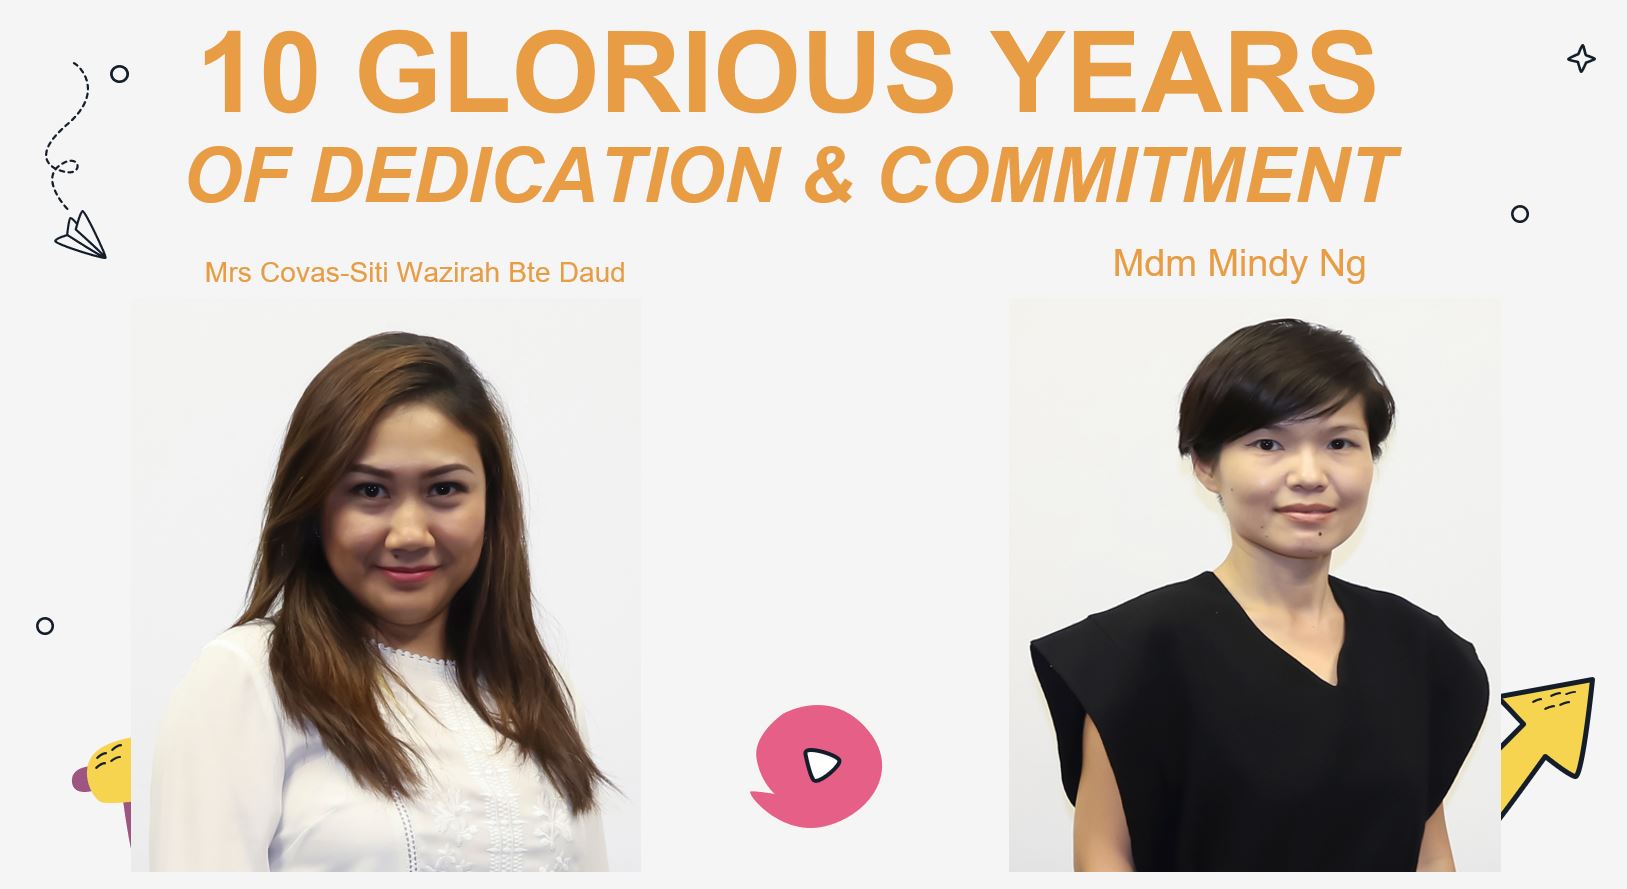 10 GLORIOUS YEARS
OF DEDICATION & COMMITMENT
Mrs Covas-Siti Wazirah Bte Daud
Mdm Mindy Ng